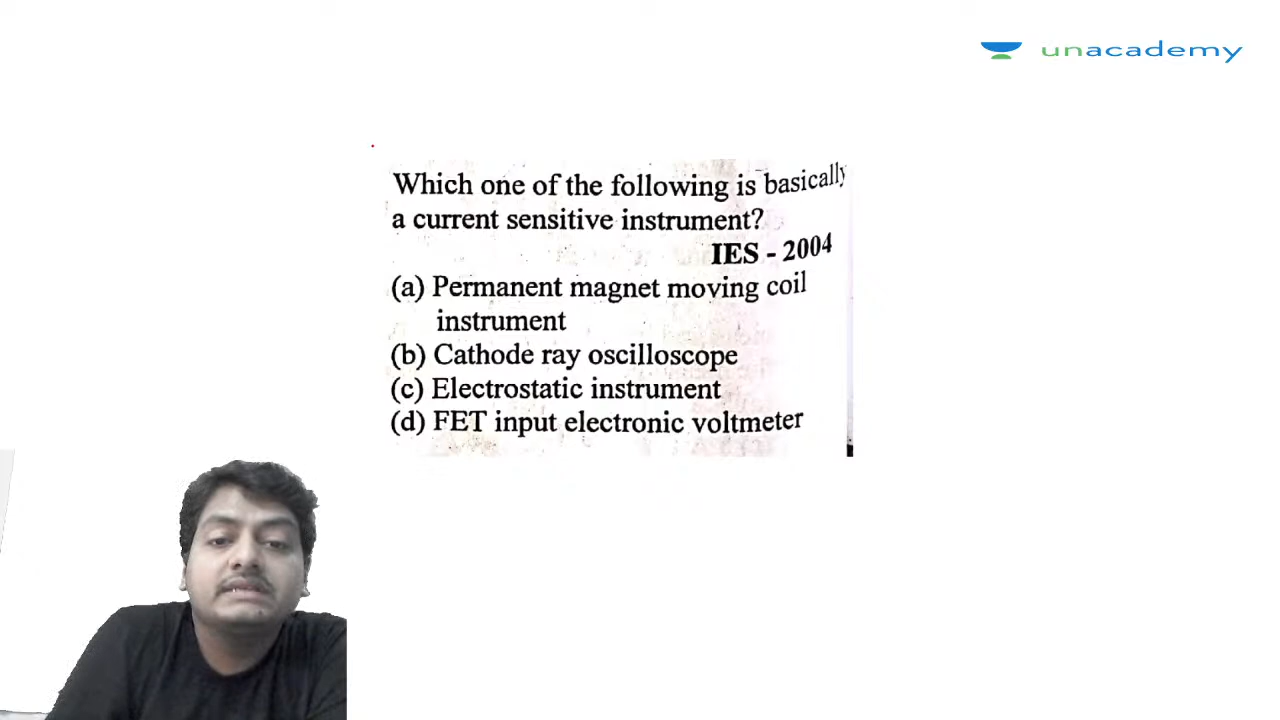 unacademy
Which one of the following is basically
a current sensitive instrument?
IES - 2004
(a) Permanent magnet moving coil
instrument
(b) Cathode ray oscilloscope
(c) Electrostatic instrument
(d) FET input electronic voltmeter